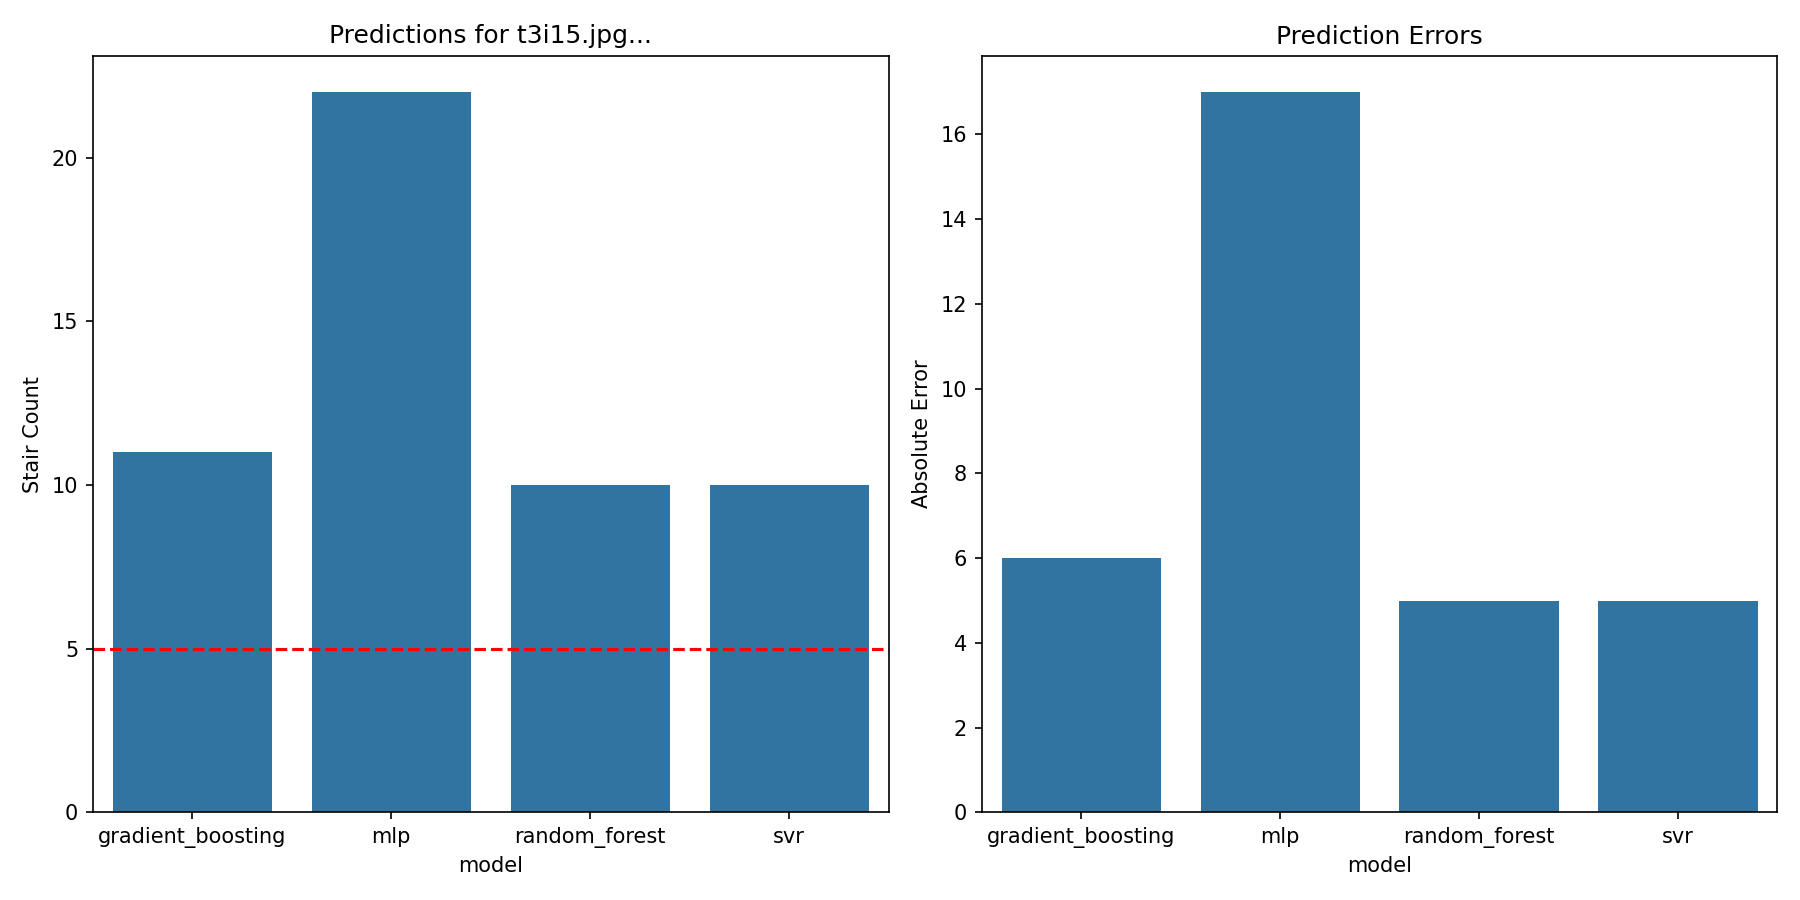 Predictions for t3i15.jpg...
Stair Count
20
15
10
5
0
gradient_boosting mlp random_forest svr
model
Prediction Errors
Absolute Error
16
14
12
10
8
6
4
2
0
gradient_boosting mlp random_forest svr
model